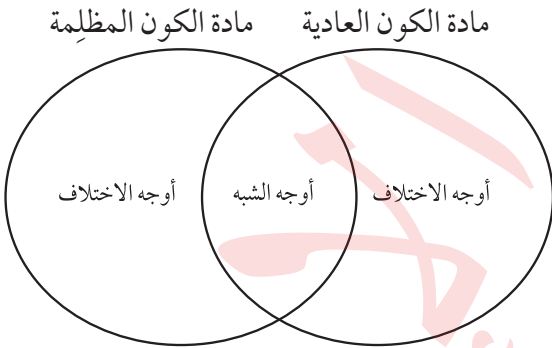 مادة الكون العادية
مادة الكون المظلِمة
أوجه الاختلاف
أوجه الشبه
أوجه الاختلاف